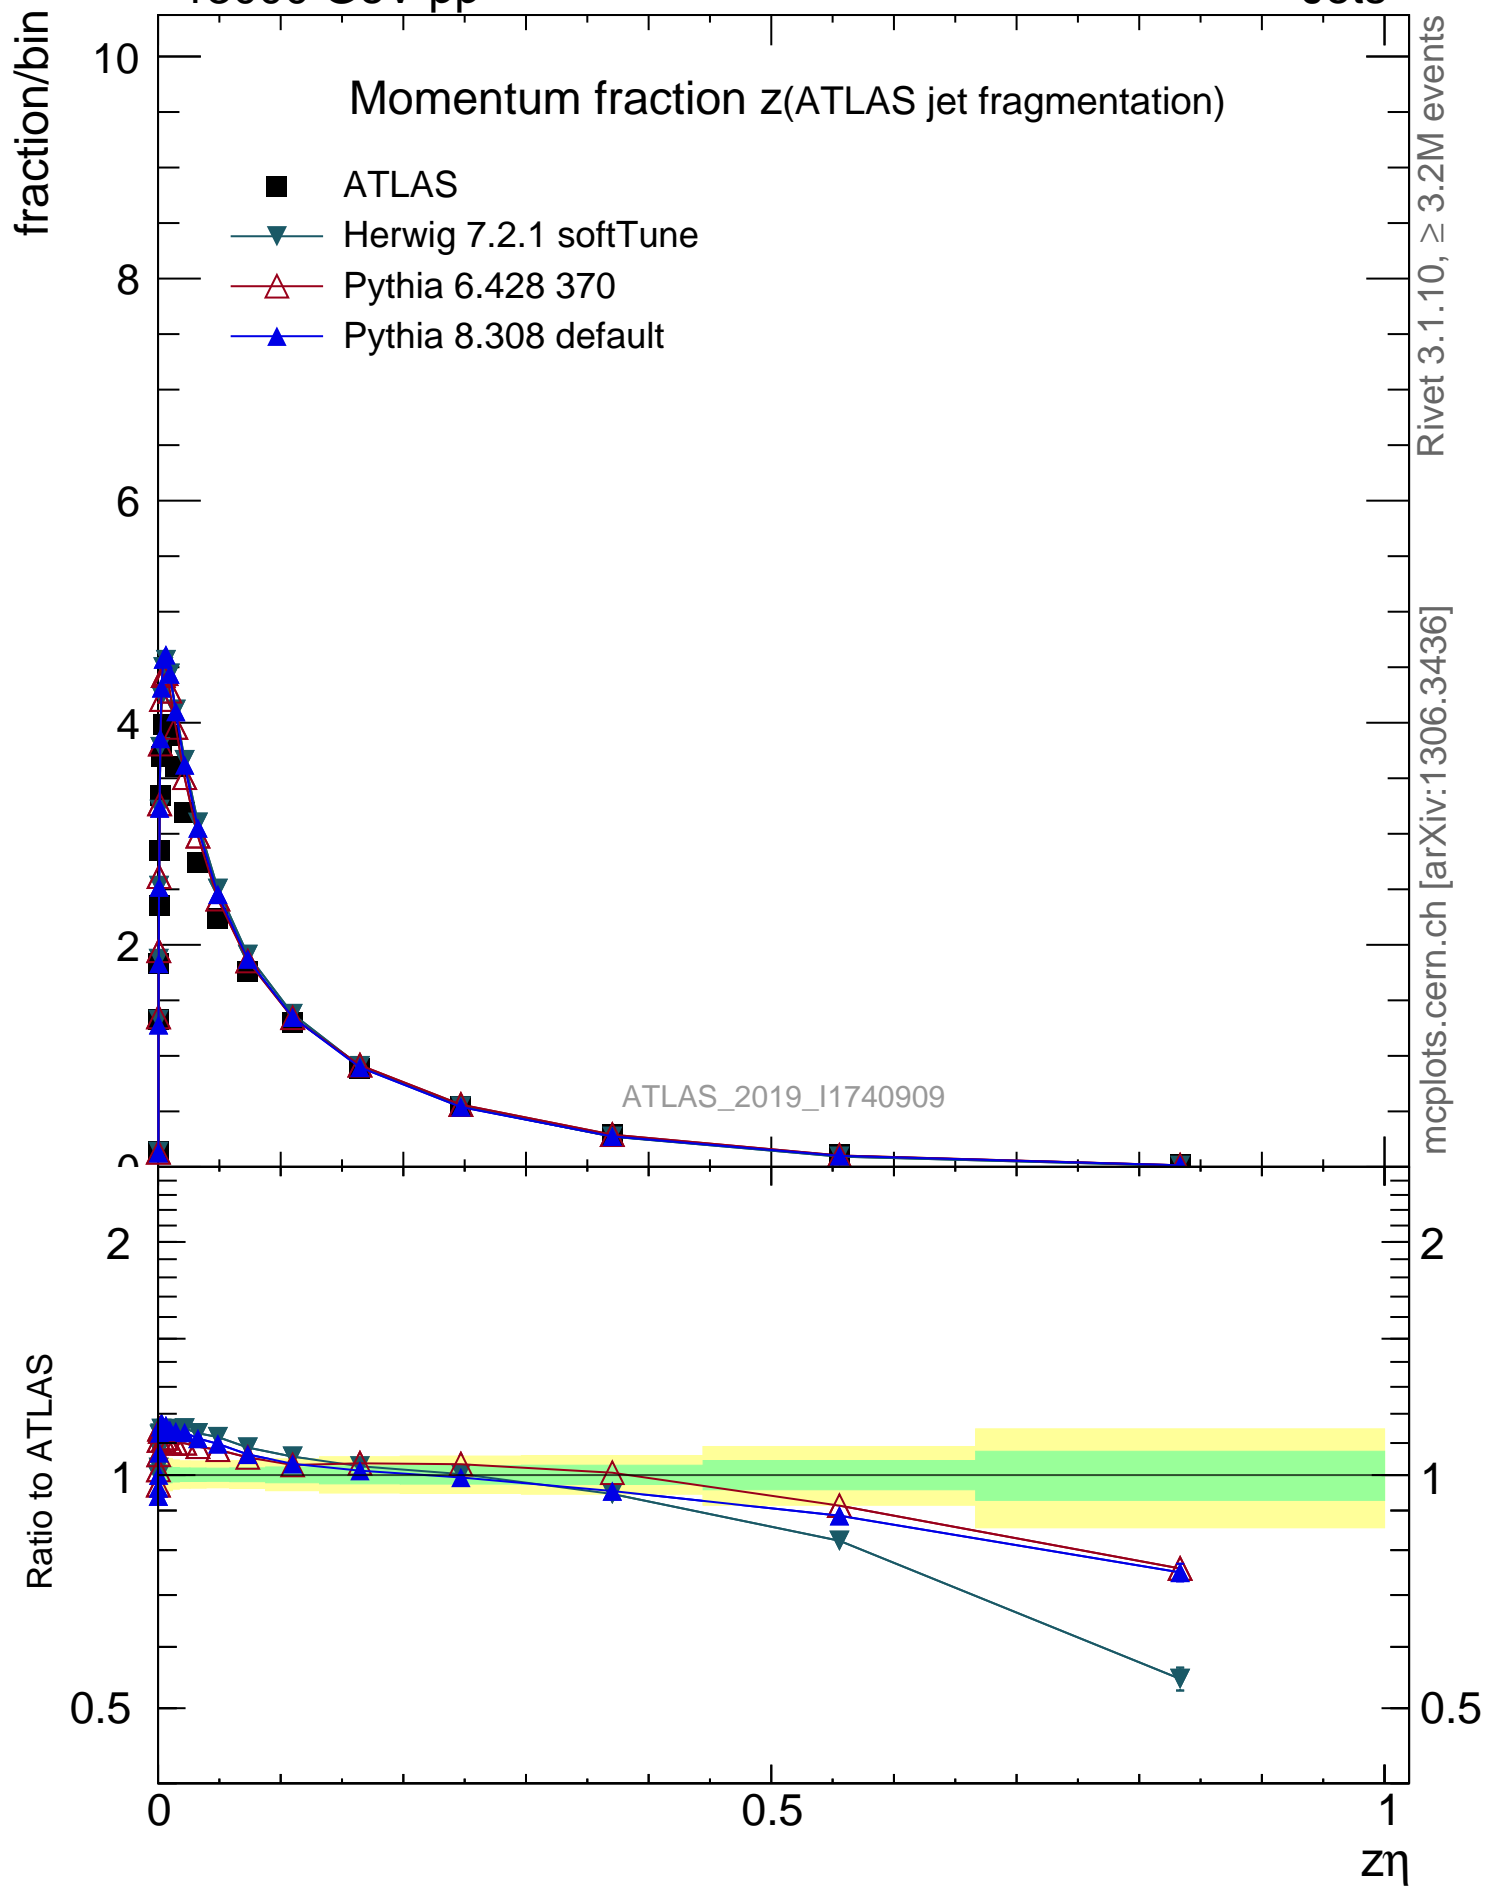 fraction/bin
10
8
6
4
2
Momentum fraction z(ATLAS jet fragmentation)
ATLAS
Herwig 7.2.1 softTune
Pythia 6.428 370
Pythia 8.308 default
ATLAS_2019_I1740909
Rivet 3.1.10, ≥ 3.2M events
mcplots.cern.ch [arXiv:1306.3436]
Ratio to ATLAS
2
1
0.5
2
1
0.5
0
0.5
1
zη